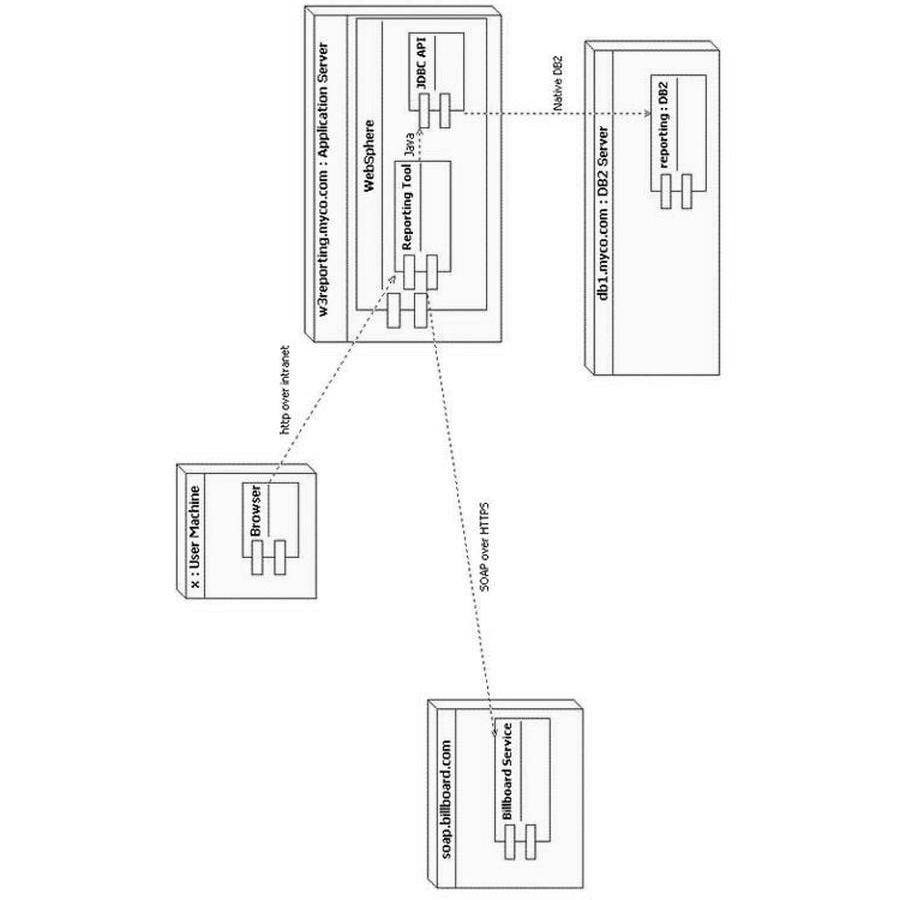 soap.billboard.com
Billboard Service
x : User Machine
Browser
http over intranet
SOAP over HTTPS
w3reporting.myco.com : Application Server
WebSphere
Reporting Tool
Java
JDBC API
Native DB2
db1.myco.com : DB2 Server
reporting : DB2